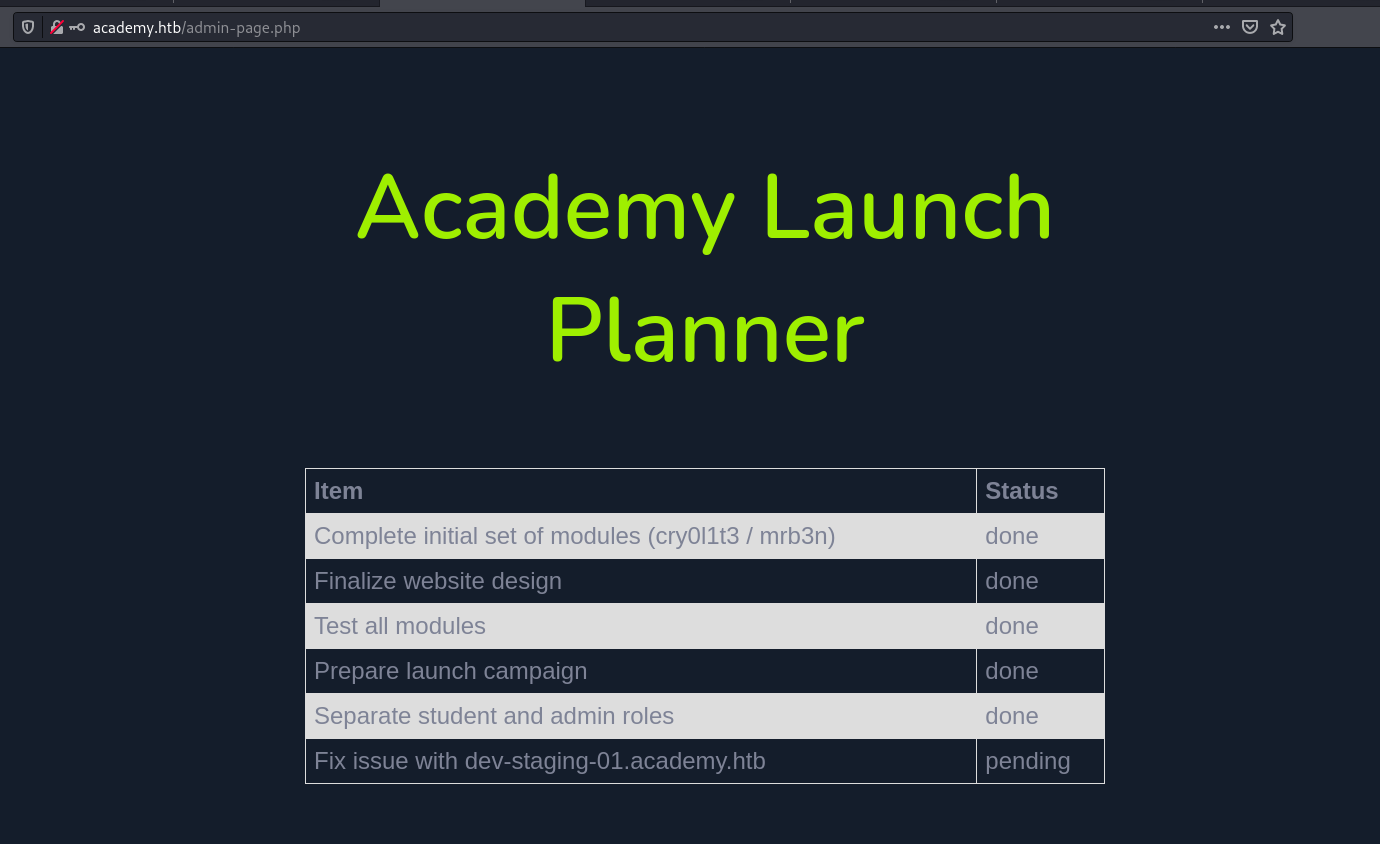 academy.htb/admin-page.php
Academy Launch
Planner
Item Status
Complete initial set of modules (cry0l1t3 / mrb3n) done
Finalize website design done
Test all modules done
Prepare launch campaign done
Separate student and admin roles done
Fix issue with dev-staging-01.academy.htb pending